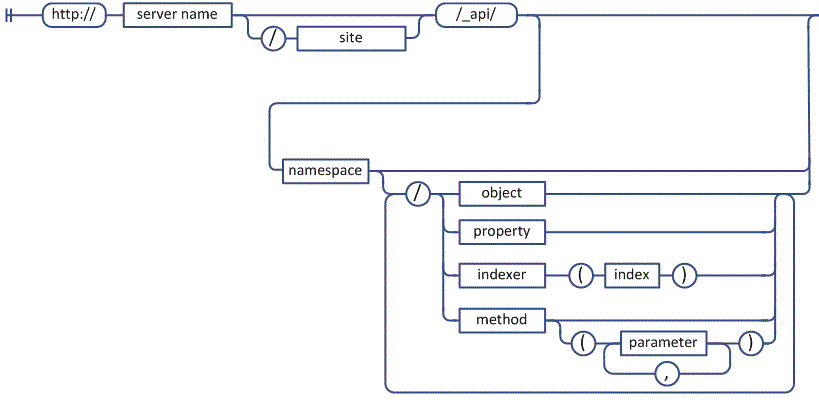 http:// server name /_api/
/ site
namespace
/ object
property
indexer ( index )
method
( parameter )
,